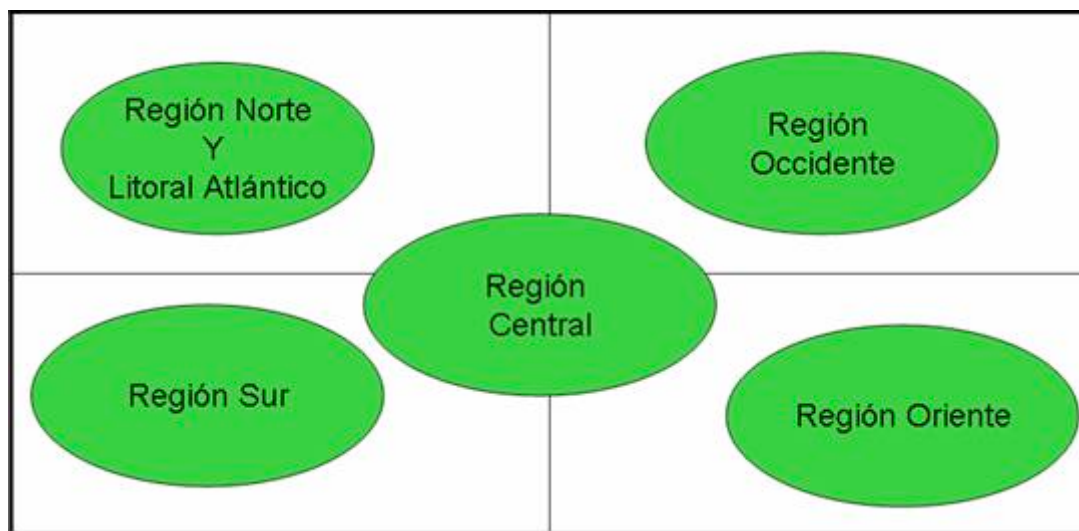 Región Norte
Y
Litoral Atlántico
Región
Occidente
Región
Central
Región Sur
Región Oriente